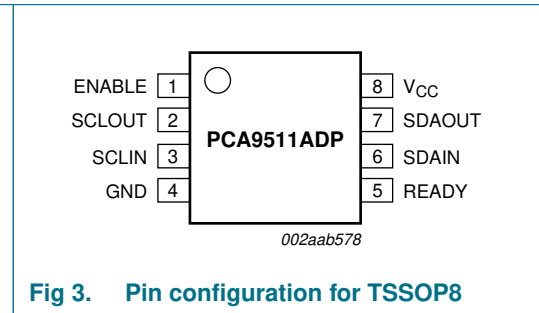 ENABLE 1 8 VCC
SCLOUT 2 7 SDAOUT
PCA9511ADP
SCLIN 3 6 SDAIN
GND 4 5 READY
002aab578
Fig 3. Pin configuration for TSSOP8